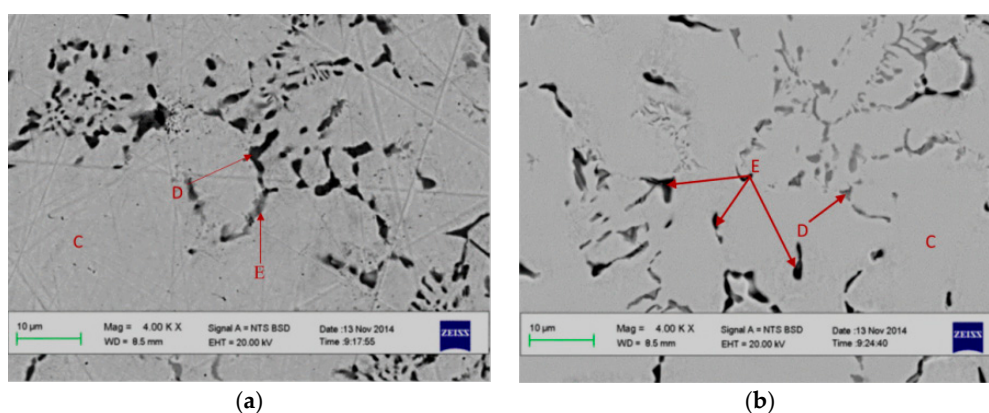 D
C
E
10 µm
Mag = 4.00 K X
WD = 8.5 mm
Signal A = NTS BSD
EHT = 20.00 kV
Date :13 Nov 2014
Time :9:17:55
ZEISS
(a)
E
D
C
10 µm
Mag = 4.00 K X
WD = 8.5 mm
Signal A = NTS BSD
EHT = 20.00 kV
Date :13 Nov 2014
Time :9:24:40
ZEISS
(b)